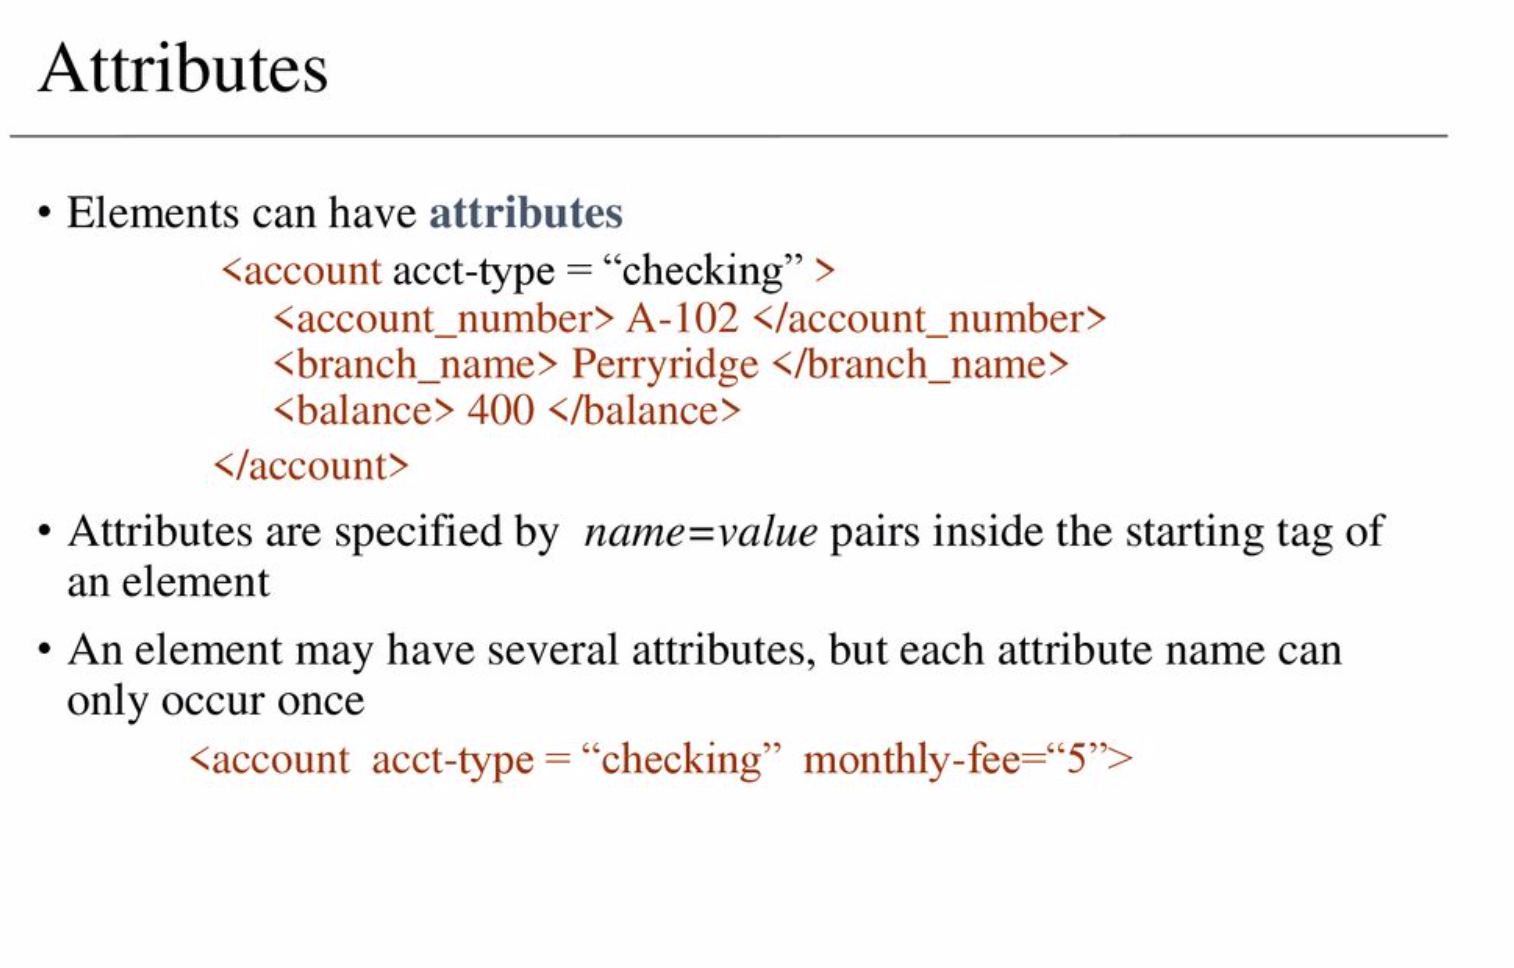 Attributes
• Elements can have attributes
<account acct-type = “checking” >
<account_number> A-102 </account_number>
<branch_name> Perryridge </branch_name>
<balance> 400 </balance>
</account>
• Attributes are specified by name=value pairs inside the starting tag of
an element
• An element may have several attributes, but each attribute name can
only occur once
<account acct-type = “checking” monthly-fee=“5”>